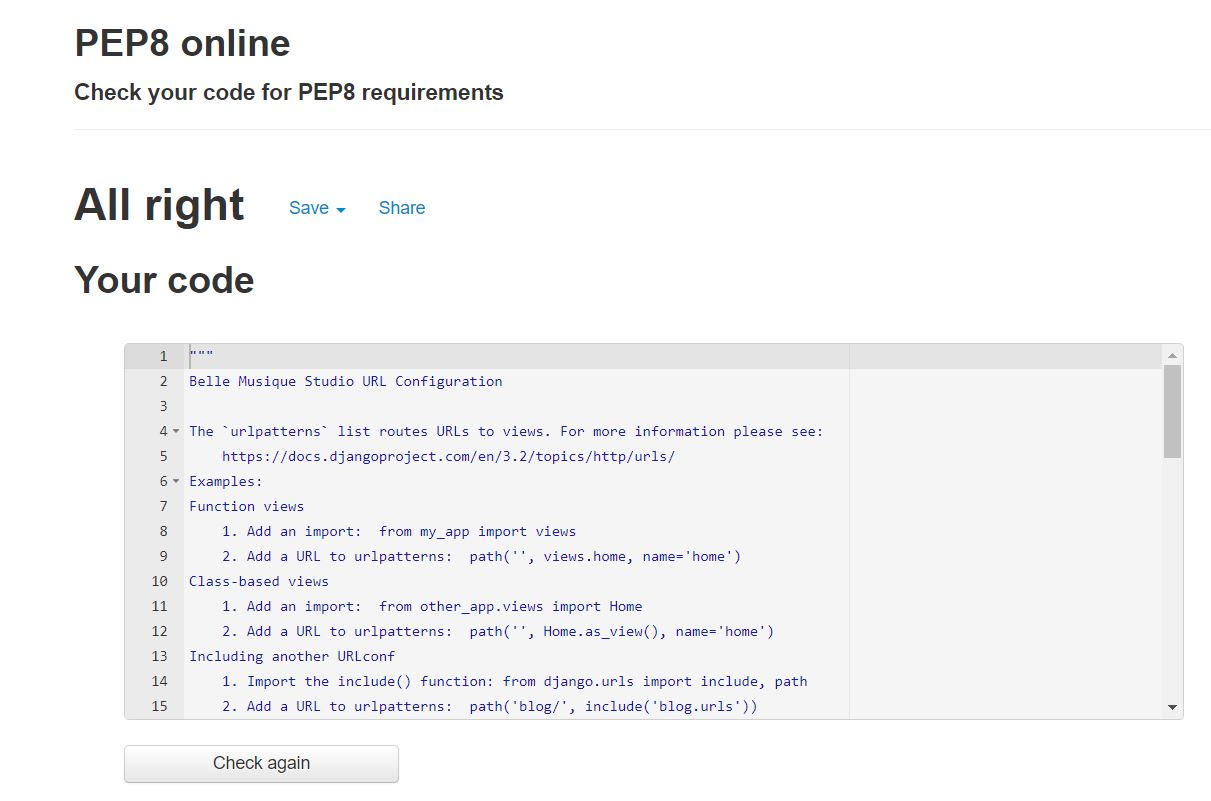 PEP8 online
Check your code for PEP8 requirements
All right Save Share
Your code
1 """
2 Belle Musique Studio URL Configuration
3
4 The `urlpatterns` list routes URLs to views. For more information please see:
5     https://docs.djangoproject.com/en/3.2/topics/http/urls/
6 Examples:
7 Function views
8     1. Add an import:  from my_app import views
9     2. Add a URL to urlpatterns:  path('', views.home, name='home')
10 Class-based views
11     1. Add an import:  from other_app.views import Home
12     2. Add a URL to urlpatterns:  path('', Home.as_view(), name='home')
13 Including another URLconf
14     1. Import the include() function: from django.urls import include, path
15     2. Add a URL to urlpatterns:  path('blog/', include('blog.urls'))
Check again